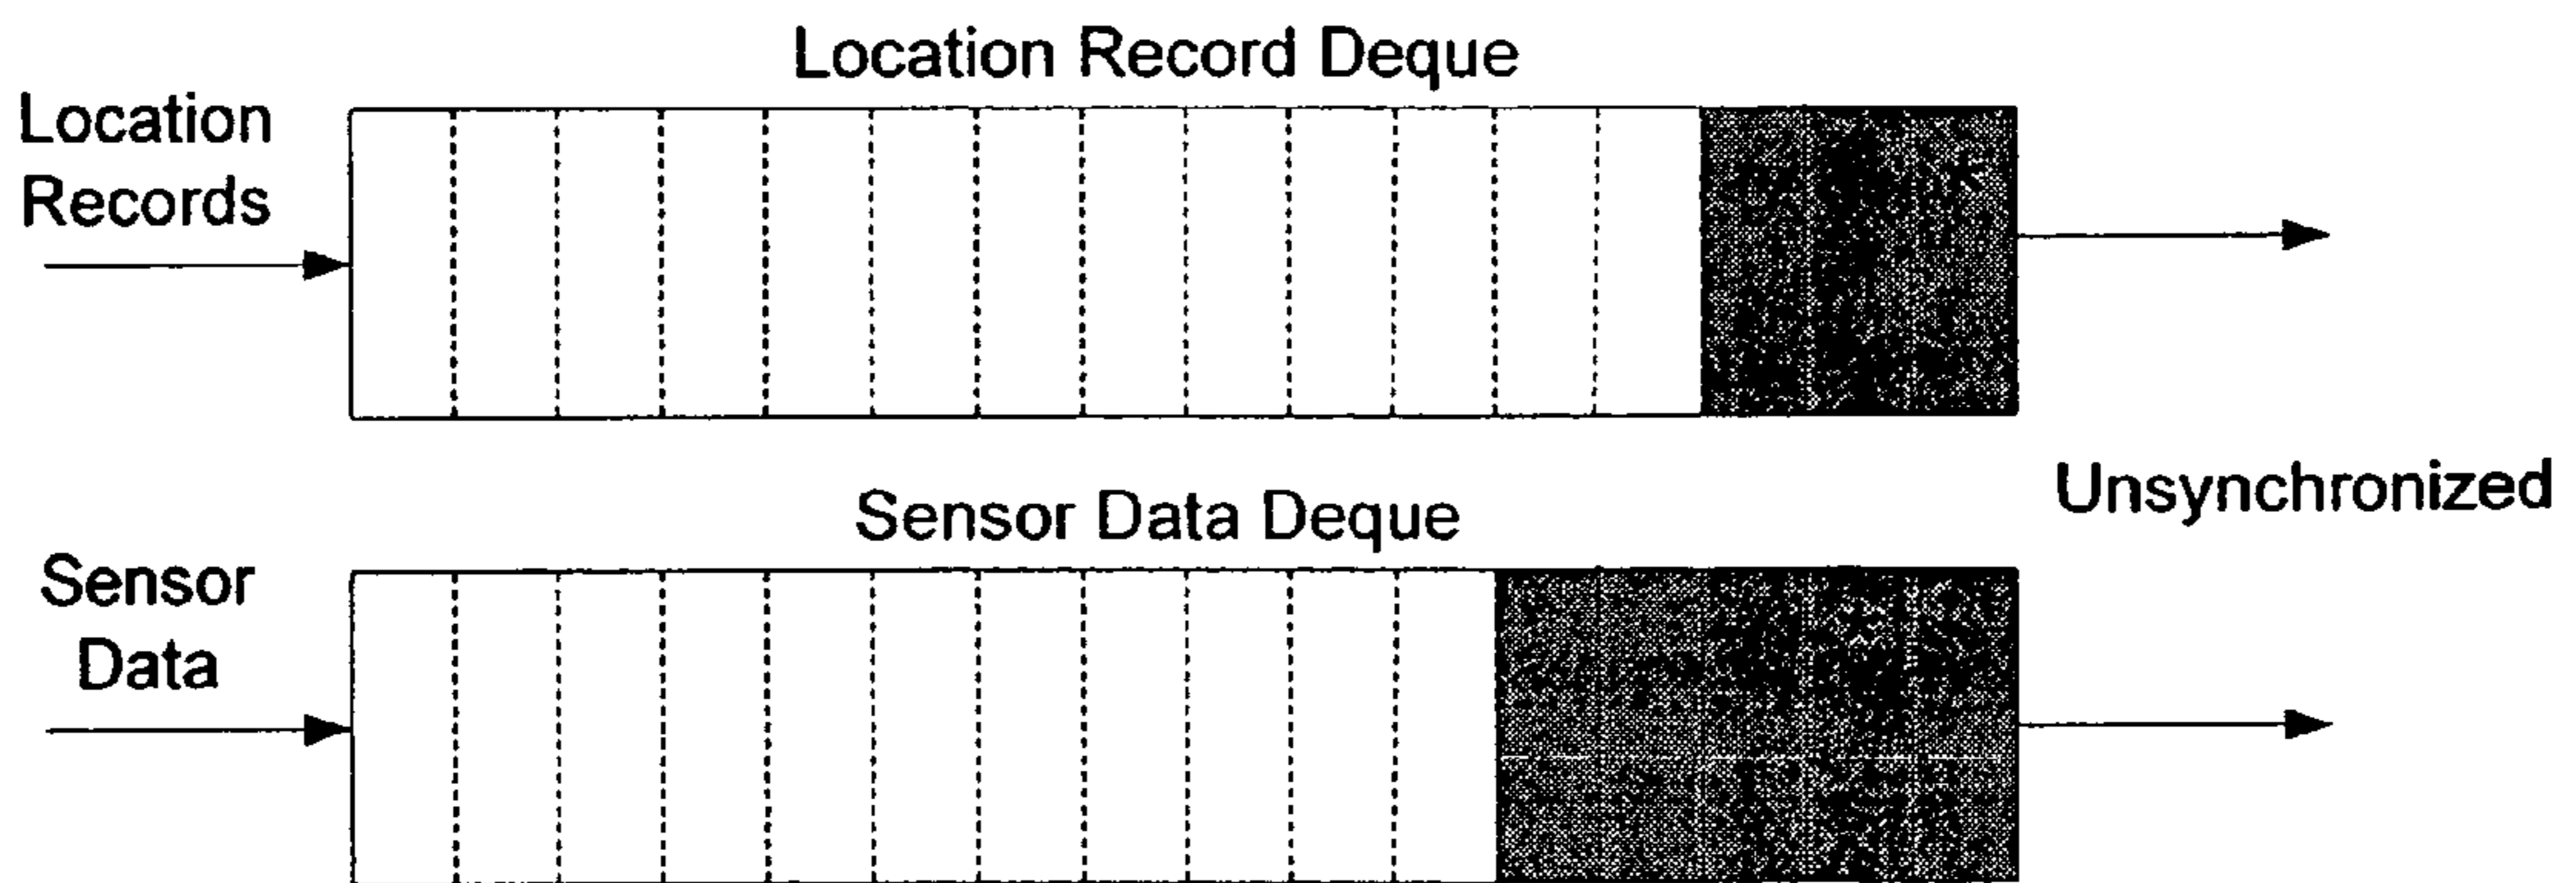 Location Record Deque
Location
Records
Unsynchronized
Sensor Data Deque
Sensor
Data